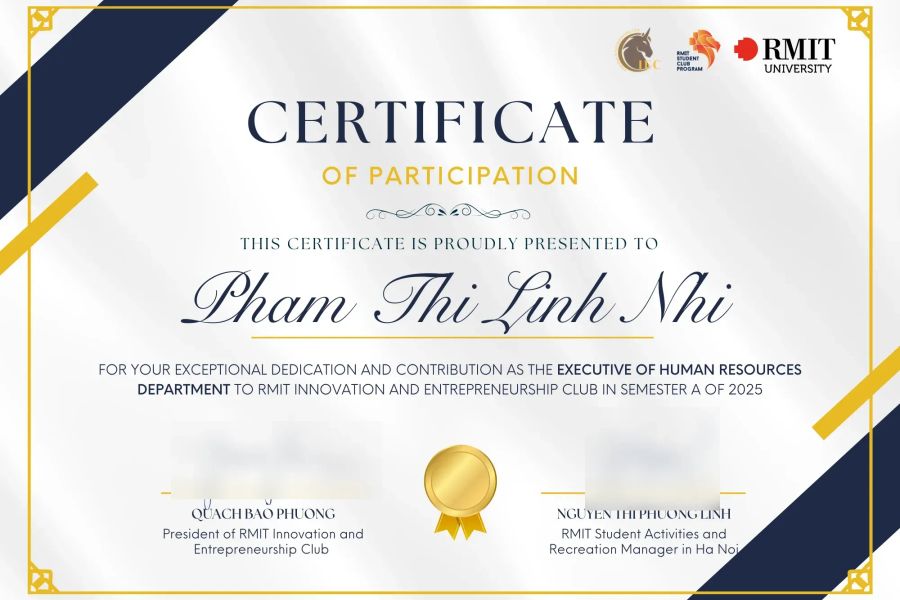 IEC
RMIT
STUDENT
CLUB
PROGRAM
RMIT
UNIVERSITY
CERTIFICATE
OF PARTICIPATION
THIS CERTIFICATE IS PROUDLY PRESENTED TO
Pham Thi Linh Nhi
FOR YOUR EXCEPTIONAL DEDICATION AND CONTRIBUTION AS THE EXECUTIVE OF HUMAN RESOURCES
DEPARTMENT TO RMIT INNOVATION AND ENTREPRENEURSHIP CLUB IN SEMESTER A OF 2025
QUACH BAO PHUONG
President of RMIT Innovation and
Entrepreneurship Club
NGUYEN THI PHUONG LINH
RMIT Student Activities and
Recreation Manager in Ha Noi